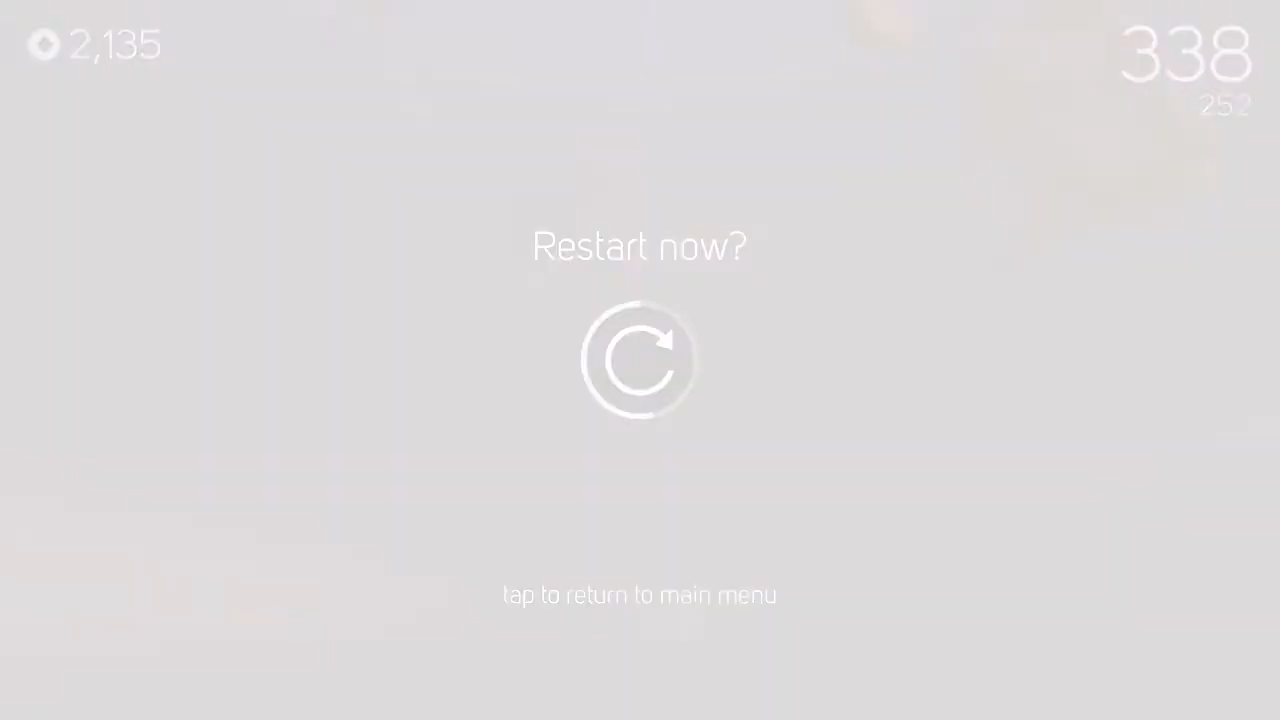 2,135
338
252
Restart now?
tap to return to main menu